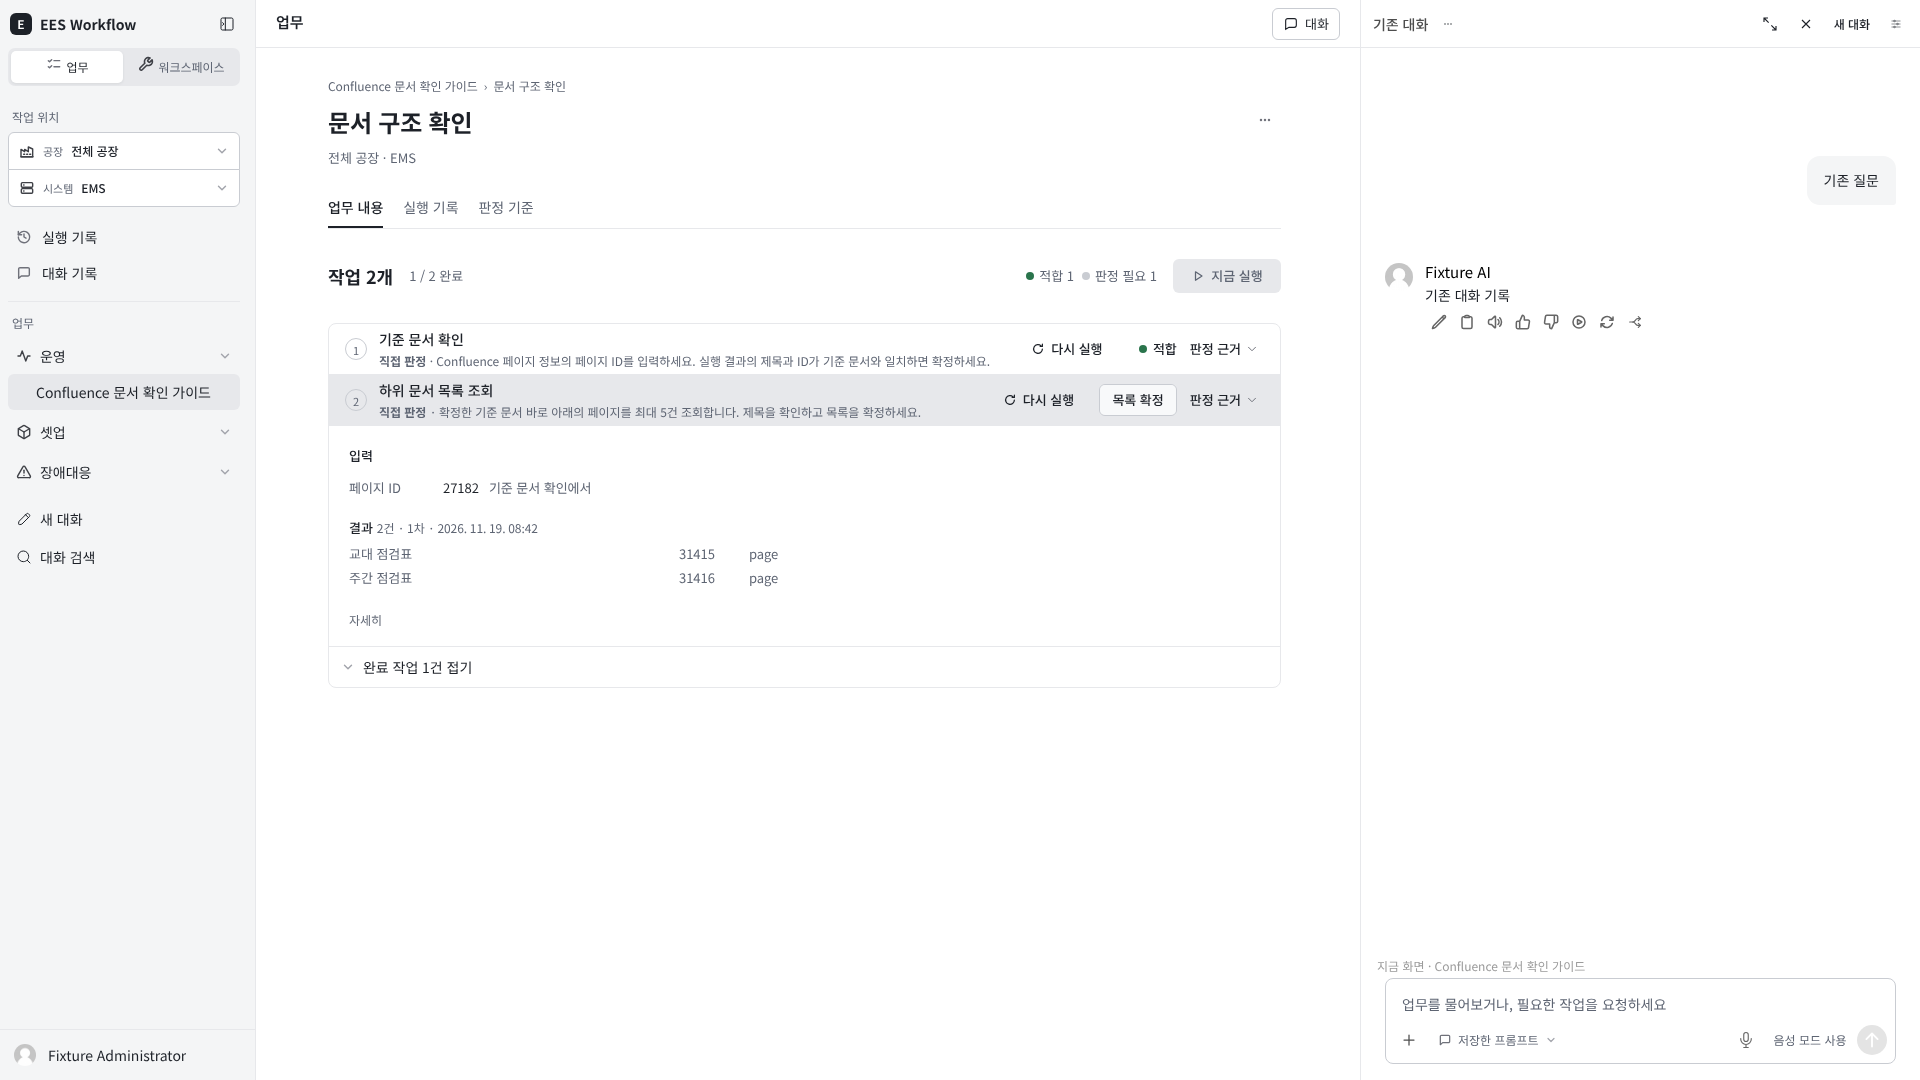 E EES Workflow
업무 워크스페이스
작업 위치
공장 전체 공장
시스템 EMS
실행 기록
대화 기록
업무
운영
Confluence 문서 확인 가이드
셋업
장애대응
새 대화
대화 검색
Fixture Administrator
업무
대화
Confluence 문서 확인 가이드 › 문서 구조 확인
문서 구조 확인
...
전체 공장 · EMS
업무 내용 실행 기록 판정 기준
작업 2개 1 / 2 완료 적합 1 판정 필요 1 지금 실행
1 기준 문서 확인
직접 판정 · Confluence 페이지 정보의 페이지 ID를 입력하세요. 실행 결과의 제목과 ID가 기준 문서와 일치하면 확정하세요.
다시 실행 적합 판정 근거
2 하위 문서 목록 조회
직접 판정 · 확정한 기준 문서 바로 아래의 페이지를 최대 5건 조회합니다. 제목을 확인하고 목록을 확정하세요.
다시 실행 목록 확정 판정 근거
입력
페이지 ID 27182 기준 문서 확인에서
결과 2건 · 1차 · 2026. 11. 19. 08:42
교대 점검표 31415 page
주간 점검표 31416 page
자세히
완료 작업 1건 접기
기존 대화 ...
새 대화
기존 질문
Fixture AI
기존 대화 기록
지금 화면 · Confluence 문서 확인 가이드
업무를 물어보거나, 필요한 작업을 요청하세요
저장한 프롬프트
음성 모드 사용